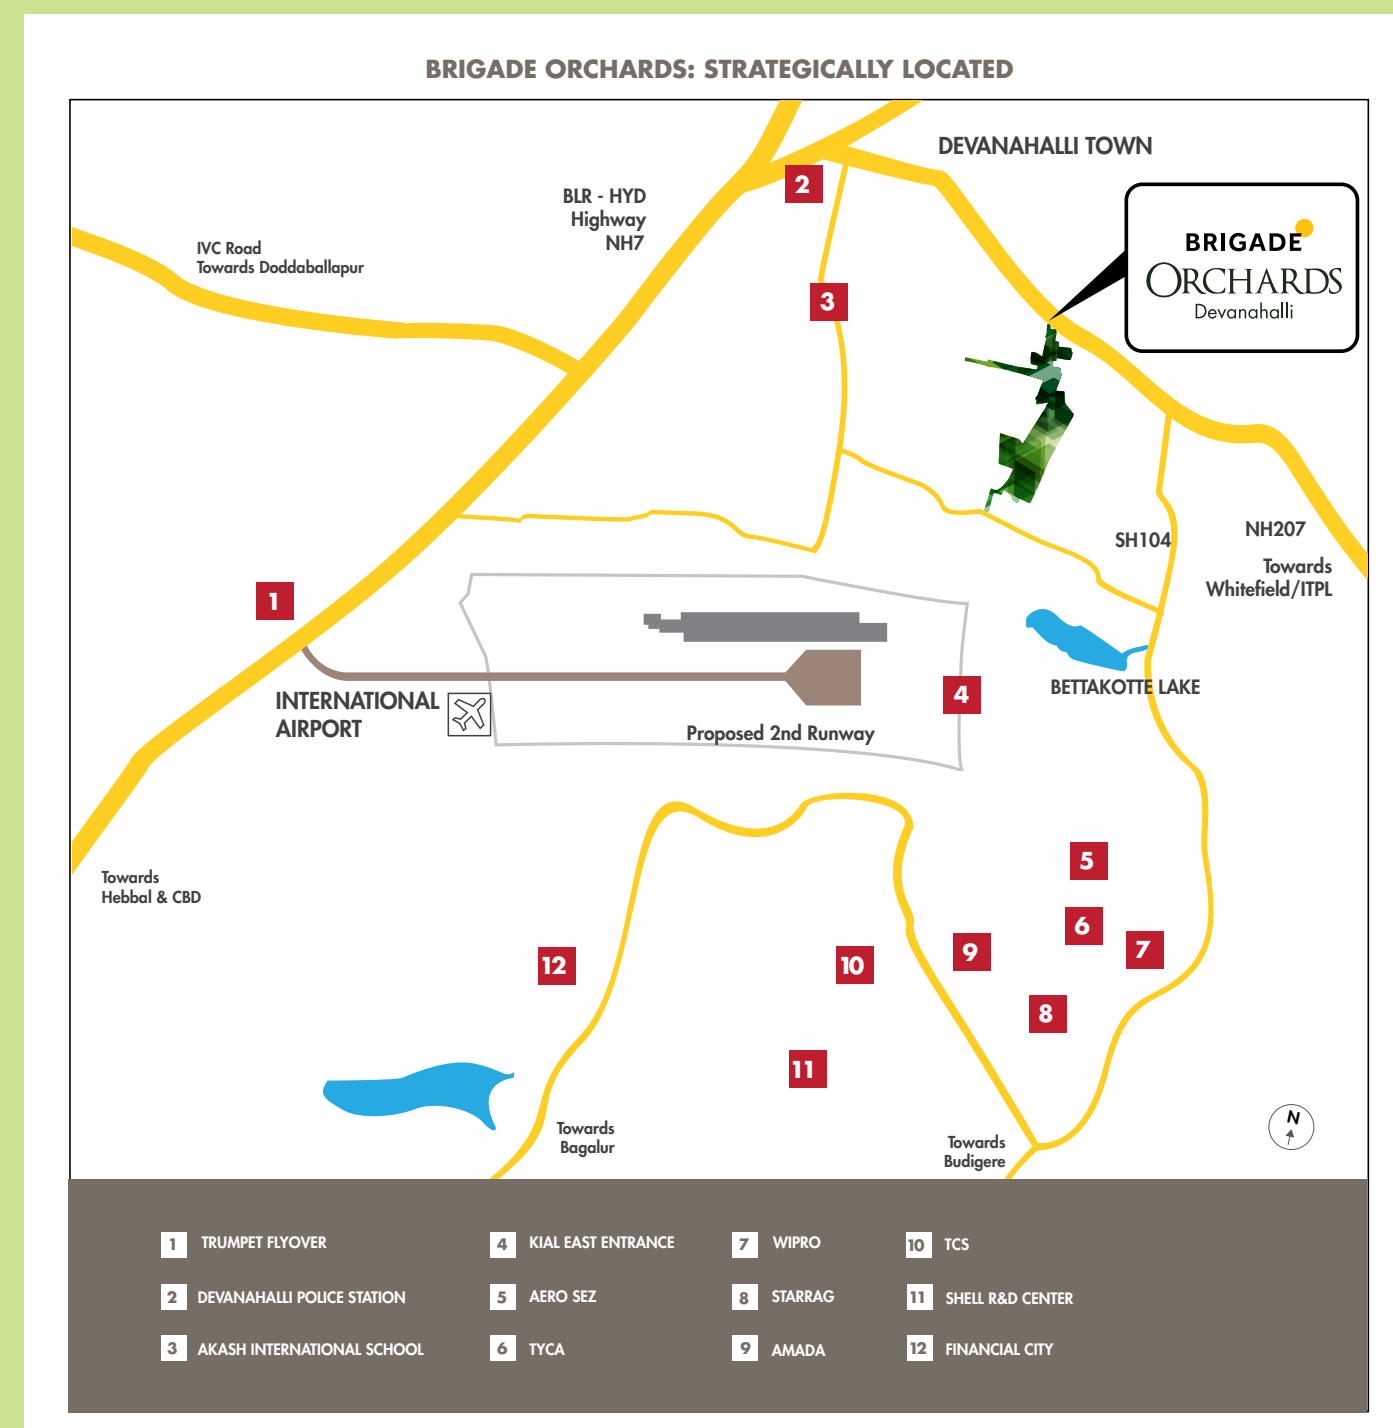 BRIGADE ORCHARDS: STRATEGICALLY LOCATED
DEVANAHALLI TOWN
2
BLR - HYD
Highway
NH7
BRIGADE
ORCHARDS
Devanahalli
IVC Road
Towards Doddaballapur
3
SH104
NH207
Towards
Whitefield/ITPL
1
INTERNATIONAL
AIRPORT
4
BETTAKOTTE LAKE
Proposed 2nd Runway
Towards
Hebbal & CBD
5
6
7
9
10
12
8
11
Towards
Bagalur
Towards
Budigere
N
1 TRUMPET FLYOVER
2 DEVANAHALLI POLICE STATION
3 AKASH INTERNATIONAL SCHOOL
4 KIAL EAST ENTRANCE
5 AERO SEZ
6 TYCA
7 WIPRO
8 STARRAG
9 AMADA
10 TCS
11 SHELL R&D CENTER
12 FINANCIAL CITY